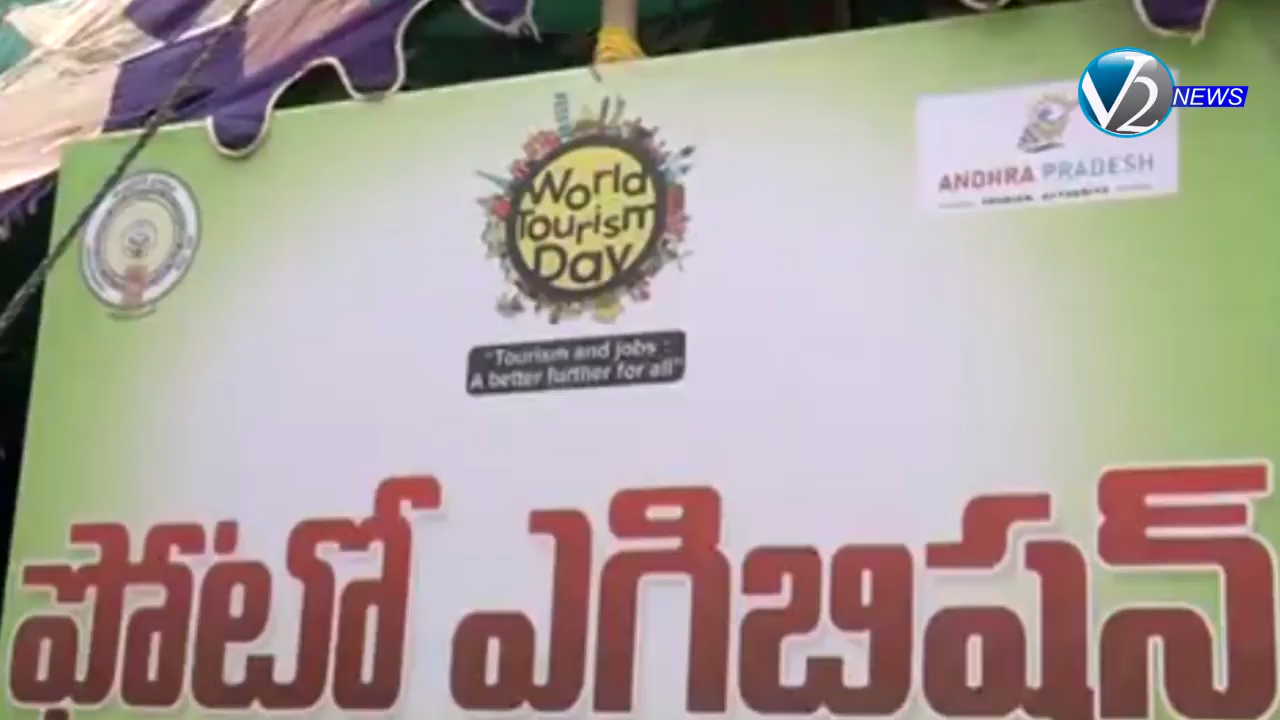 V2 NEWS
World
Tourism
Day
ANDHRA PRADESH
"Tourism and jobs :
A better further for all"
ఫోటో ఎగిబిషన్